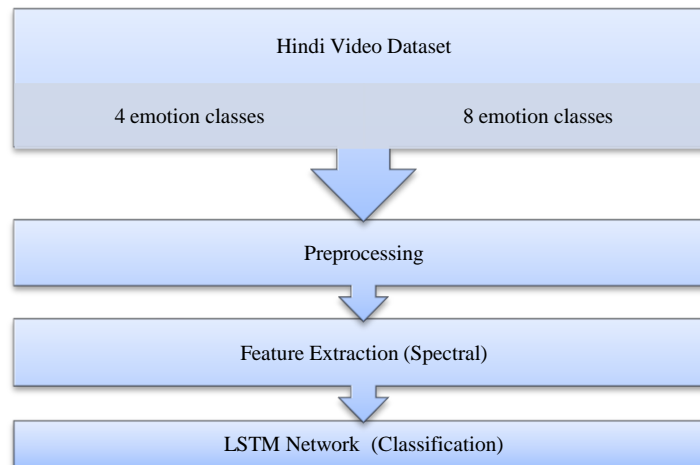 Hindi Video Dataset
4 emotion classes
8 emotion classes
Preprocessing
Feature Extraction (Spectral)
LSTM Network (Classification)